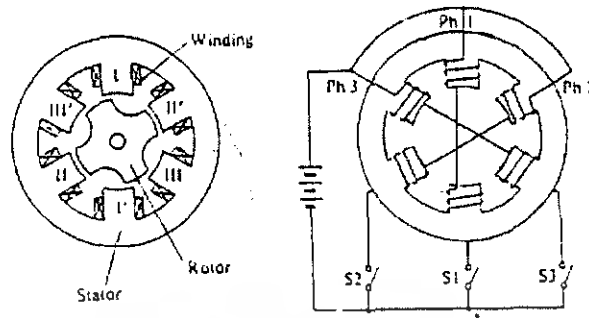 Winding
I
II'
III'
II
III
I'
Rotor
Stator
Ph 1
Ph 3
Ph 2
S2
S1
S3